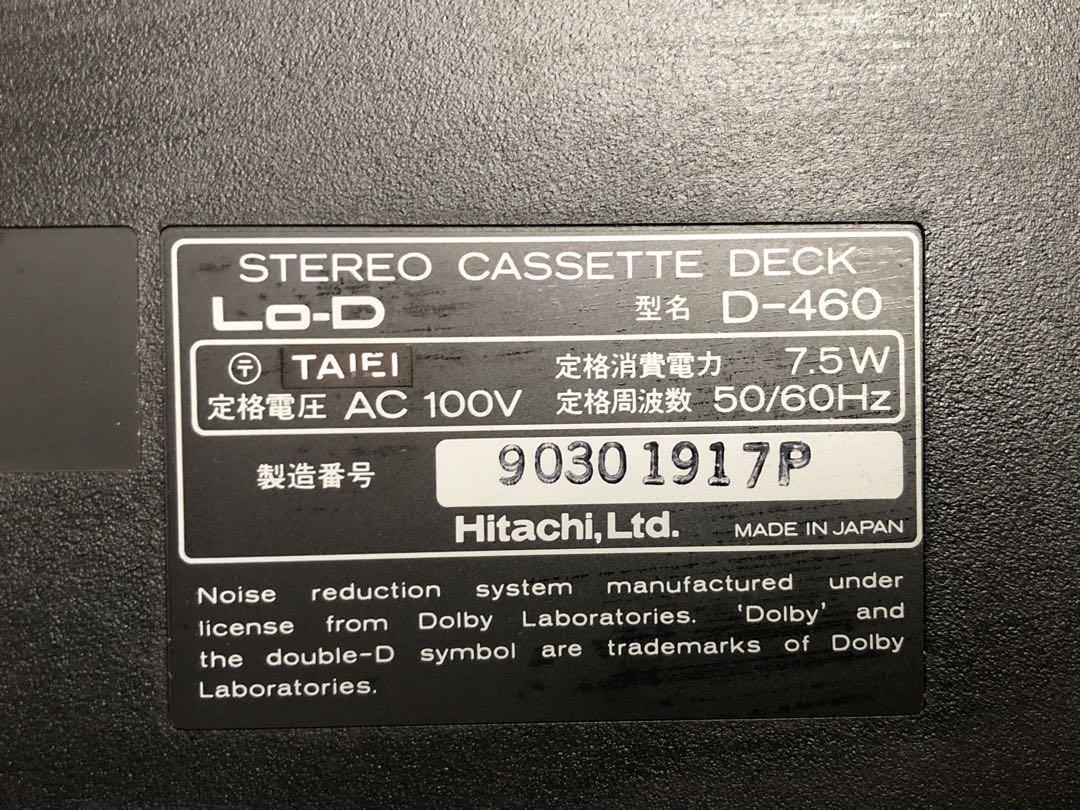 STEREO CASSETTE DECK
Lo-D 型名 D-460
〶 TAIEI 定格消費電力 7.5W
定格電圧 AC 100V 定格周波数 50/60Hz
製造番号 90301917P
Hitachi, Ltd. MADE IN JAPAN
Noise reduction system manufactured under
license from Dolby Laboratories. 'Dolby' and
the double-D symbol are trademarks of Dolby
Laboratories.